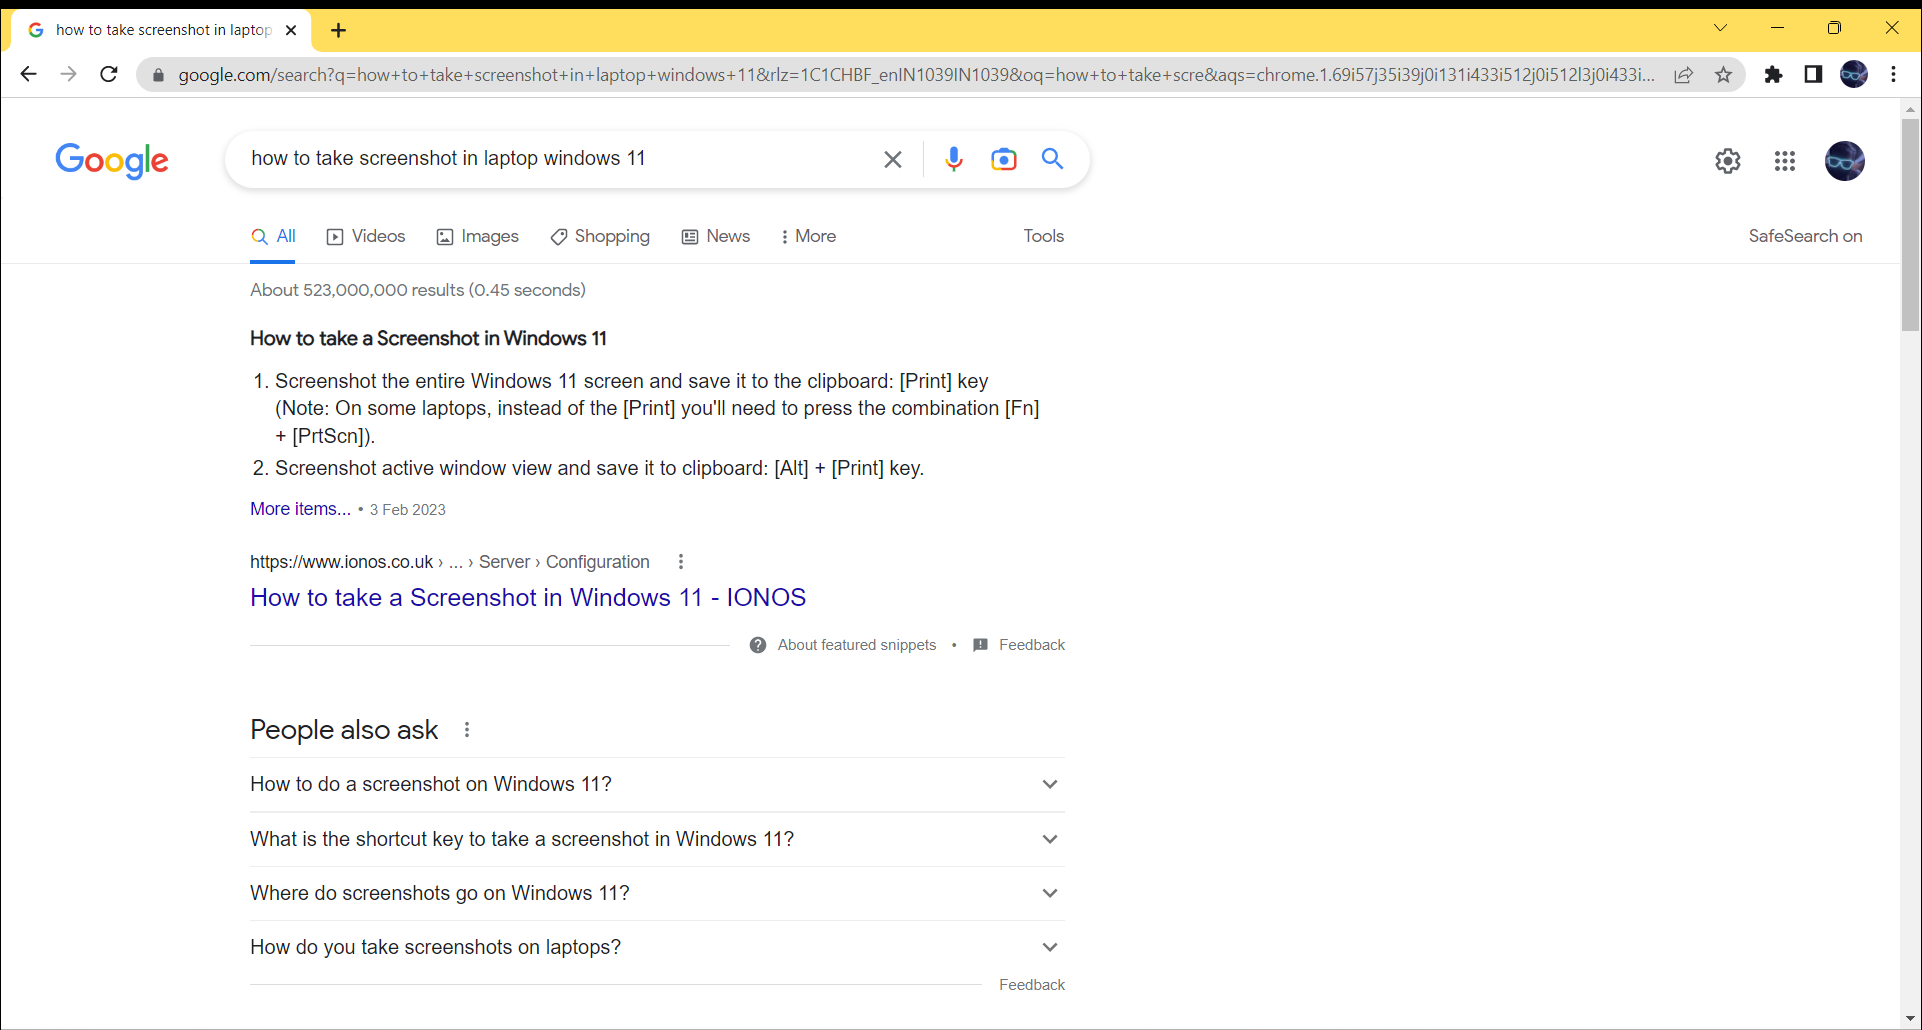 how to take screenshot in laptop
google.com/search?q=how+to+take+screenshot+in+laptop+windows+11&rlz=1C1CHBF_enIN1039IN1039&oq=how+to+take+scre&aqs=chrome.1.69i57j35i39j0i131i433i512j0i512l3j0i433i...
Google
how to take screenshot in laptop windows 11
All Videos Images Shopping News More Tools SafeSearch on
About 523,000,000 results (0.45 seconds)
How to take a Screenshot in Windows 11
1. Screenshot the entire Windows 11 screen and save it to the clipboard: [Print] key
(Note: On some laptops, instead of the [Print] you'll need to press the combination [Fn]
+ [PrtScn]).
2. Screenshot active window view and save it to clipboard: [Alt] + [Print] key.
More items... • 3 Feb 2023
https://www.ionos.co.uk › ... › Server › Configuration
How to take a Screenshot in Windows 11 - IONOS
About featured snippets • Feedback
People also ask
How to do a screenshot on Windows 11?
What is the shortcut key to take a screenshot in Windows 11?
Where do screenshots go on Windows 11?
How do you take screenshots on laptops?
Feedback